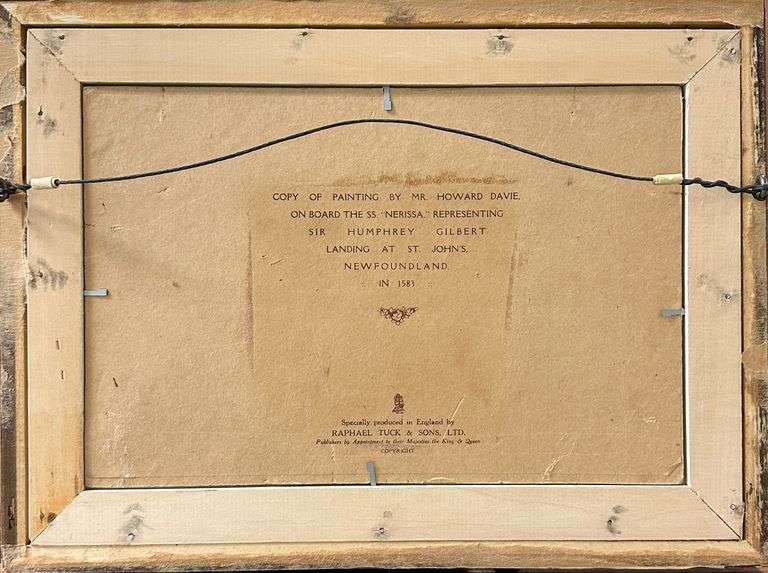 COPY OF PAINTING BY MR. HOWARD DAVIE,
ON BOARD THE SS. "NERISSA," REPRESENTING
SIR HUMPHREY GILBERT
LANDING AT ST. JOHN'S,
NEWFOUNDLAND
IN 1583
Specially produced in England by
RAPHAEL TUCK & SONS, LTD.
Publishers by Appointment to their Majesties the King & Queen
COPYRIGHT